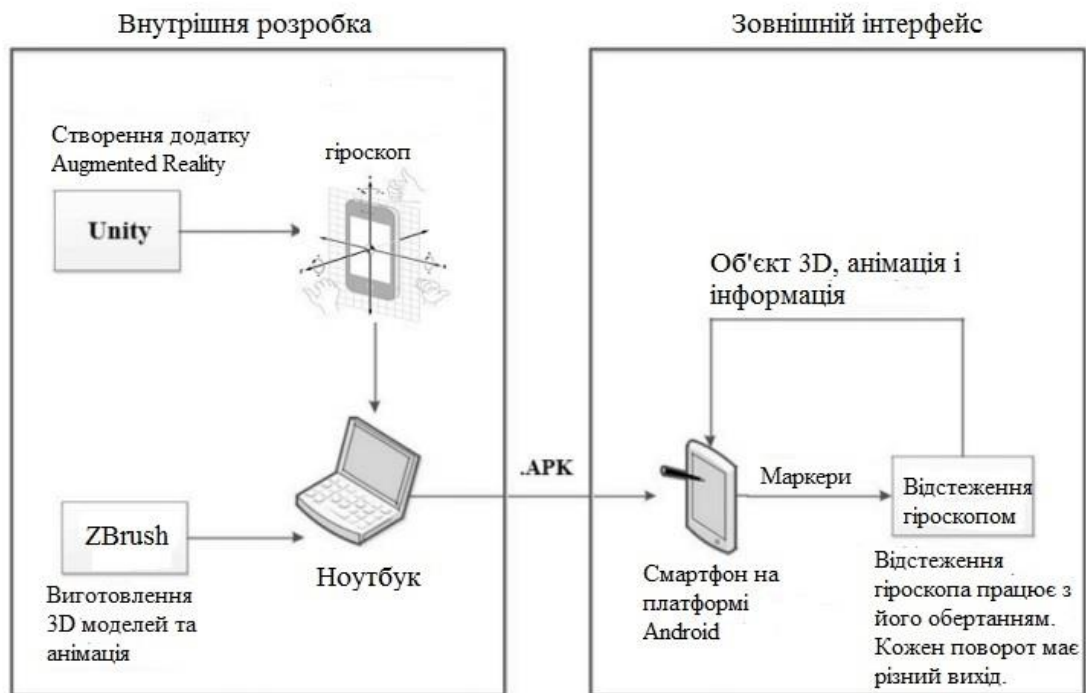 Внутрішня розробка
Створення додатку
Augmented Reality
Unity
гіроскоп
ZBrush
Виготовлення
3D моделей та
анімація
Ноутбук
.APK
Зовнішній інтерфейс
Об'єкт 3D, анімація і
інформація
Маркери
Відстеження
гіроскопом
Смартфон на
платформі
Android
Відстеження
гіроскопа працює з
його обертанням.
Кожен поворот має
різний вихід.